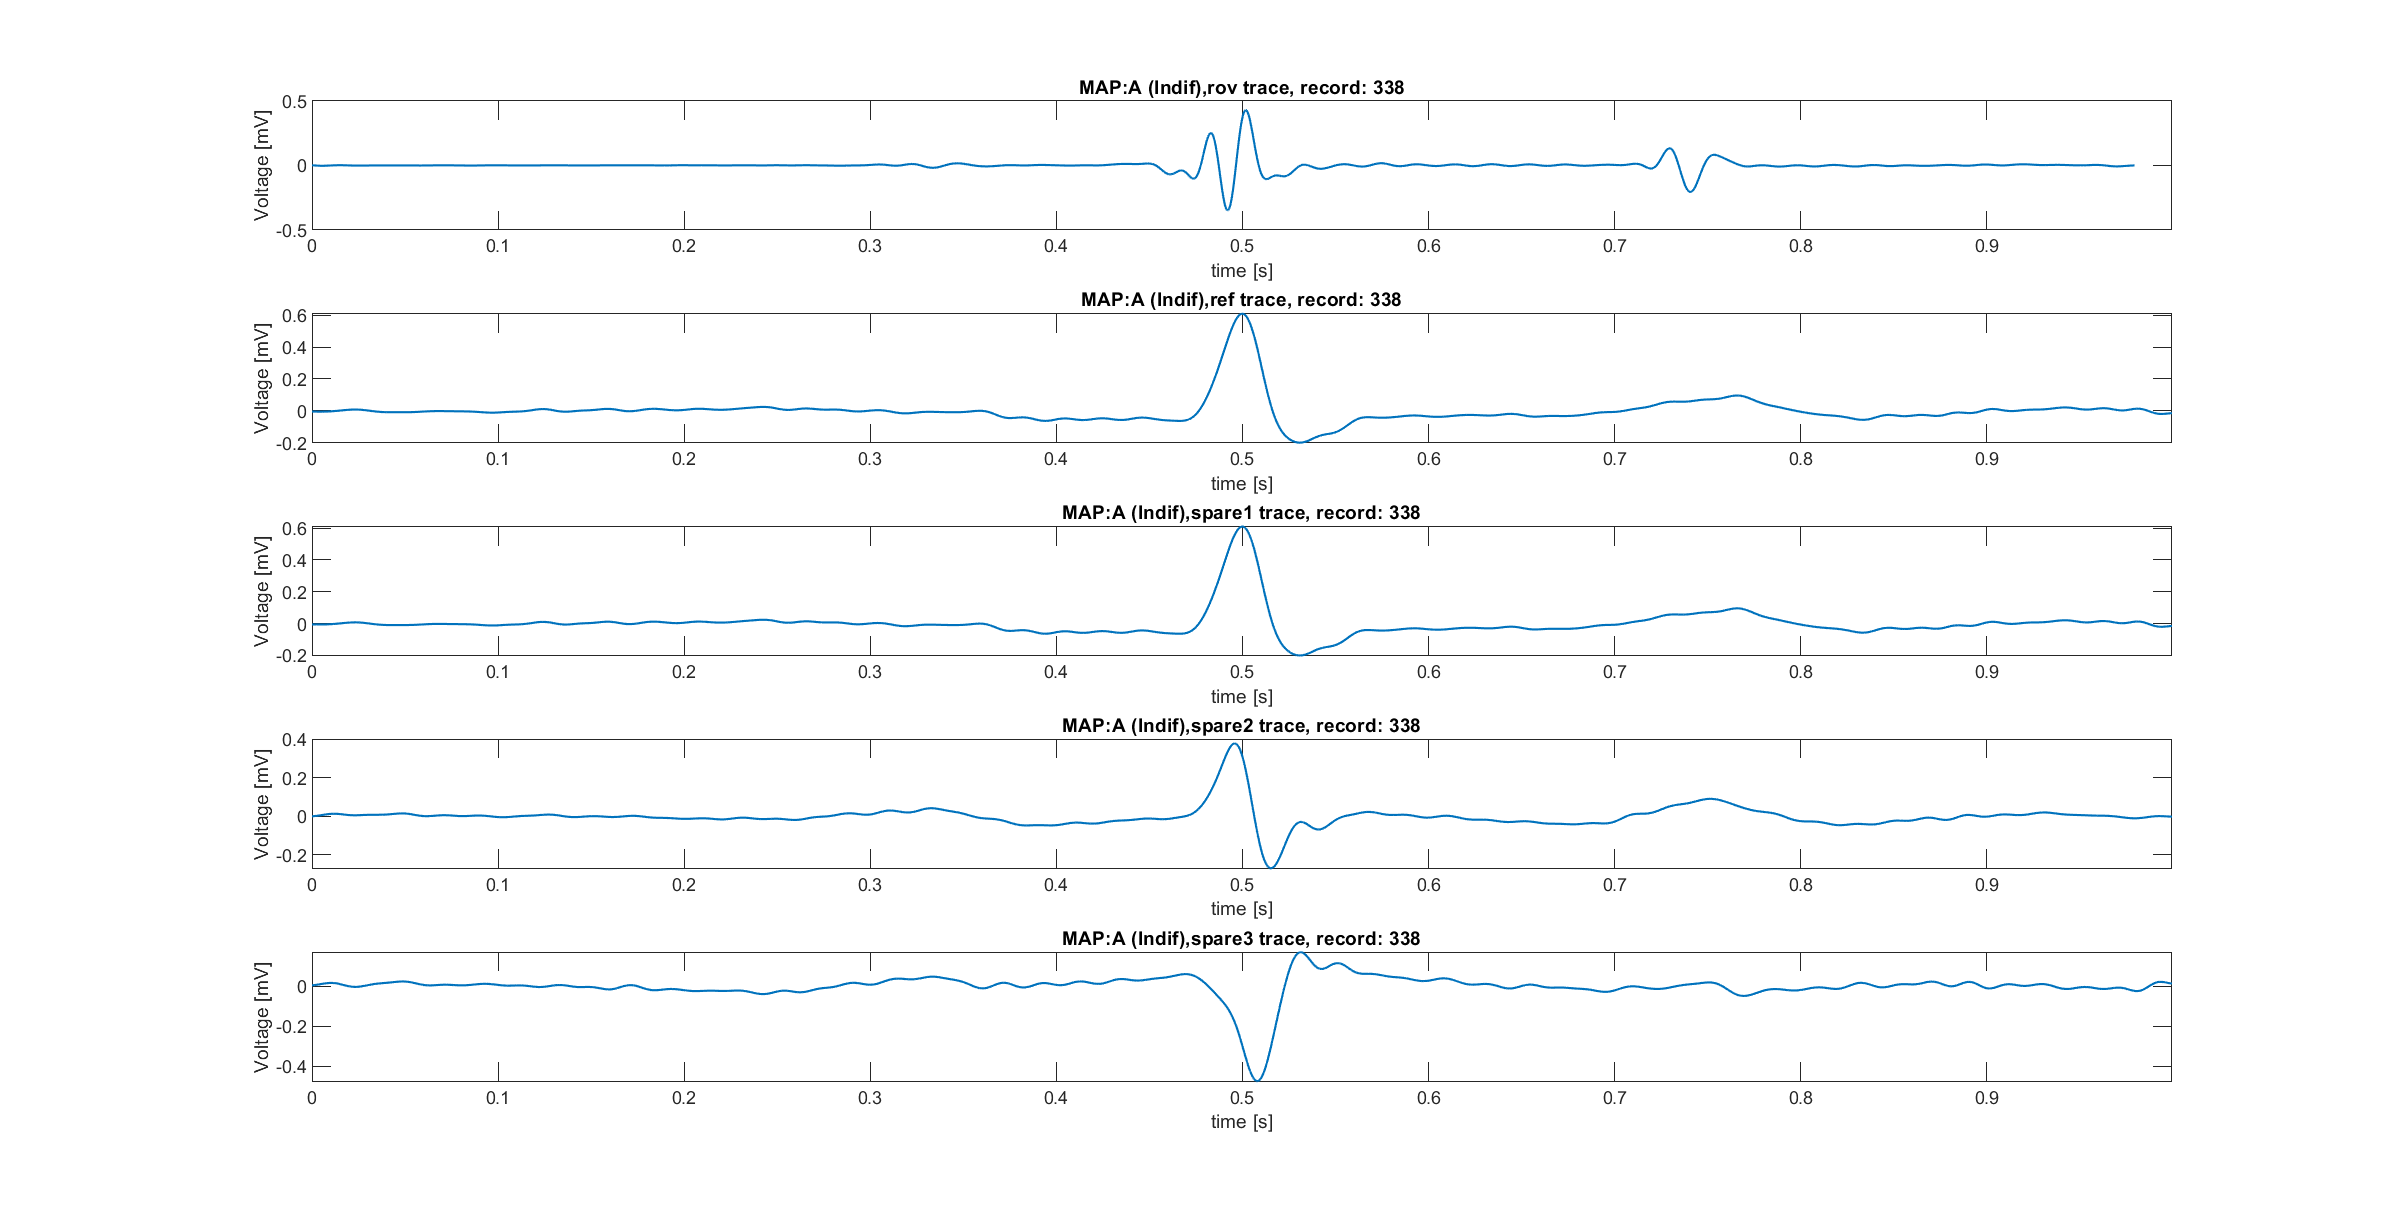 MAP:A (Indif),rov trace, record: 338
Voltage [mV]
0.5
0
-0.5
0 0.1 0.2 0.3 0.4 0.5 0.6 0.7 0.8 0.9
time [s]
MAP:A (Indif),ref trace, record: 338
Voltage [mV]
0.6
0.4
0.2
0
-0.2
0 0.1 0.2 0.3 0.4 0.5 0.6 0.7 0.8 0.9
time [s]
MAP:A (Indif),spare1 trace, record: 338
Voltage [mV]
0.6
0.4
0.2
0
-0.2
0 0.1 0.2 0.3 0.4 0.5 0.6 0.7 0.8 0.9
time [s]
MAP:A (Indif),spare2 trace, record: 338
Voltage [mV]
0.4
0.2
0
-0.2
0 0.1 0.2 0.3 0.4 0.5 0.6 0.7 0.8 0.9
time [s]
MAP:A (Indif),spare3 trace, record: 338
Voltage [mV]
0
-0.2
-0.4
0 0.1 0.2 0.3 0.4 0.5 0.6 0.7 0.8 0.9
time [s]